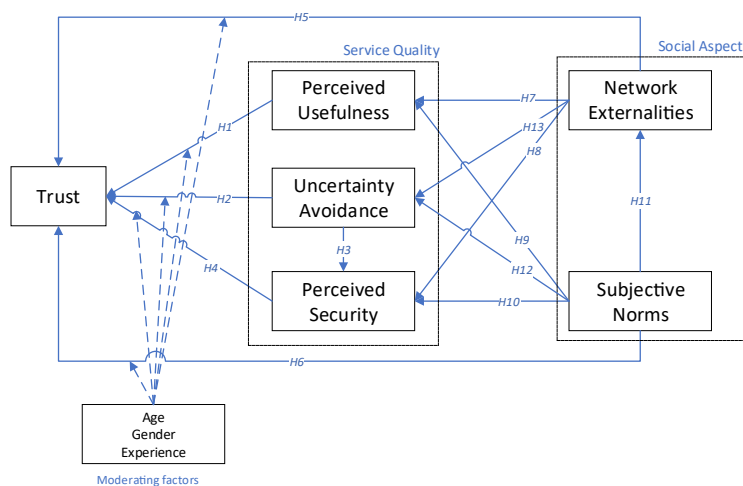 H5
Service Quality
Social Aspect
Perceived
Usefulness
Network
Externalities
H7
H1
H13
H8
Trust
Uncertainty
Avoidance
H2
H11
H3
H9
H4
H12
Perceived
Security
H10
Subjective
Norms
H6
Age
Gender
Experience
Moderating factors